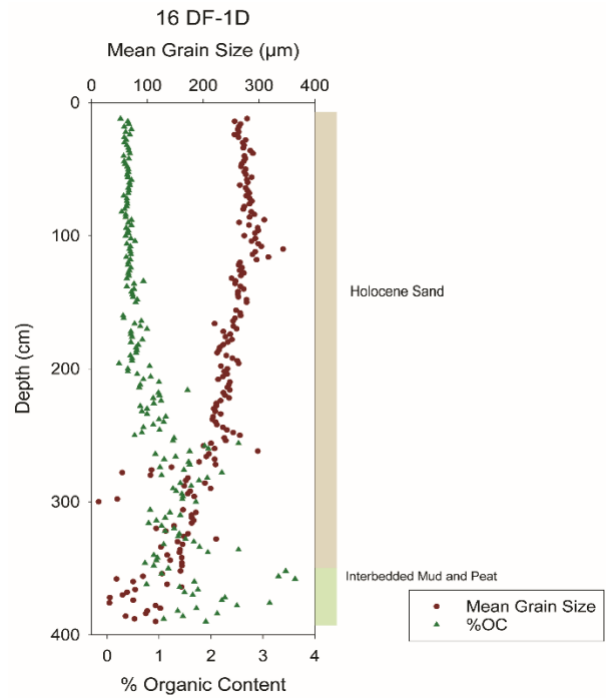 16 DF-1D
Mean Grain Size (µm)
0 100 200 300 400
0
100
200
300
400
Depth (cm)
Holocene Sand
Interbedded Mud and Peat
Mean Grain Size
%OC
0 1 2 3 4
% Organic Content